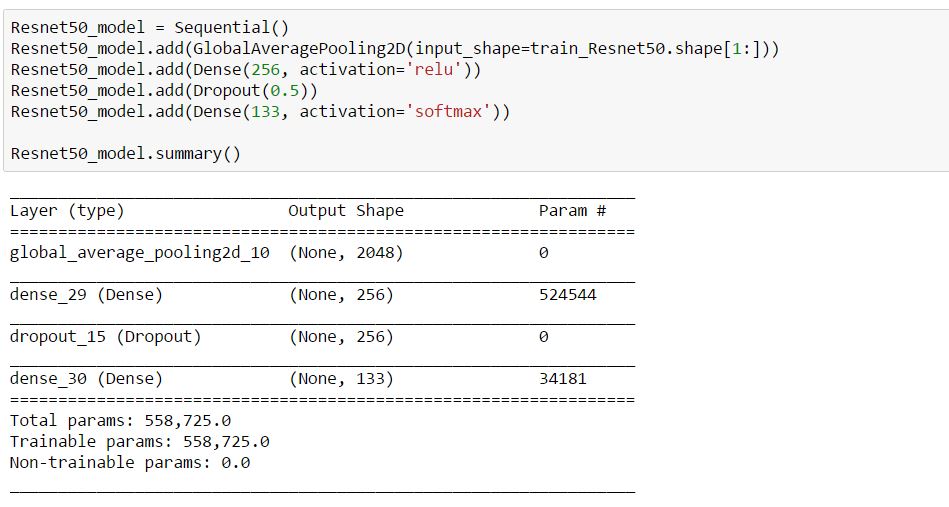 Resnet50_model = Sequential()
Resnet50_model.add(GlobalAveragePooling2D(input_shape=train_Resnet50.shape[1:]))
Resnet50_model.add(Dense(256, activation='relu'))
Resnet50_model.add(Dropout(0.5))
Resnet50_model.add(Dense(133, activation='softmax'))
Resnet50_model.summary()
_________________________________________________________________
Layer (type)                 Output Shape              Param #
=================================================================
global_average_pooling2d_10  (None, 2048)              0
_________________________________________________________________
dense_29 (Dense)             (None, 256)               524544
_________________________________________________________________
dropout_15 (Dropout)         (None, 256)               0
_________________________________________________________________
dense_30 (Dense)             (None, 133)               34181
=================================================================
Total params: 558,725.0
Trainable params: 558,725.0
Non-trainable params: 0.0
_________________________________________________________________